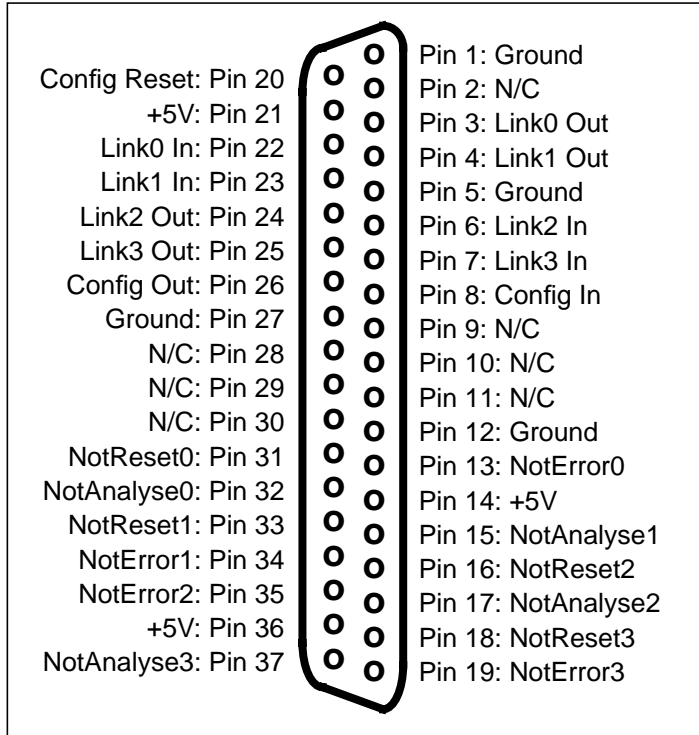 Pin 1: Ground
Config Reset: Pin 20
Pin 2: N/C
+5V: Pin 21
Pin 3: Link0 Out
Link0 In: Pin 22
Pin 4: Link1 Out
Link1 In: Pin 23
Pin 5: Ground
Link2 Out: Pin 24
Pin 6: Link2 In
Link3 Out: Pin 25
Pin 7: Link3 In
Config Out: Pin 26
Pin 8: Config In
Ground: Pin 27
Pin 9: N/C
N/C: Pin 28
Pin 10: N/C
N/C: Pin 29
Pin 11: N/C
N/C: Pin 30
Pin 12: Ground
NotReset0: Pin 31
Pin 13: NotError0
NotAnalyse0: Pin 32
Pin 14: +5V
NotReset1: Pin 33
Pin 15: NotAnalyse1
NotError1: Pin 34
Pin 16: NotReset2
NotError2: Pin 35
Pin 17: NotAnalyse2
+5V: Pin 36
Pin 18: NotReset3
NotAnalyse3: Pin 37
Pin 19: NotError3